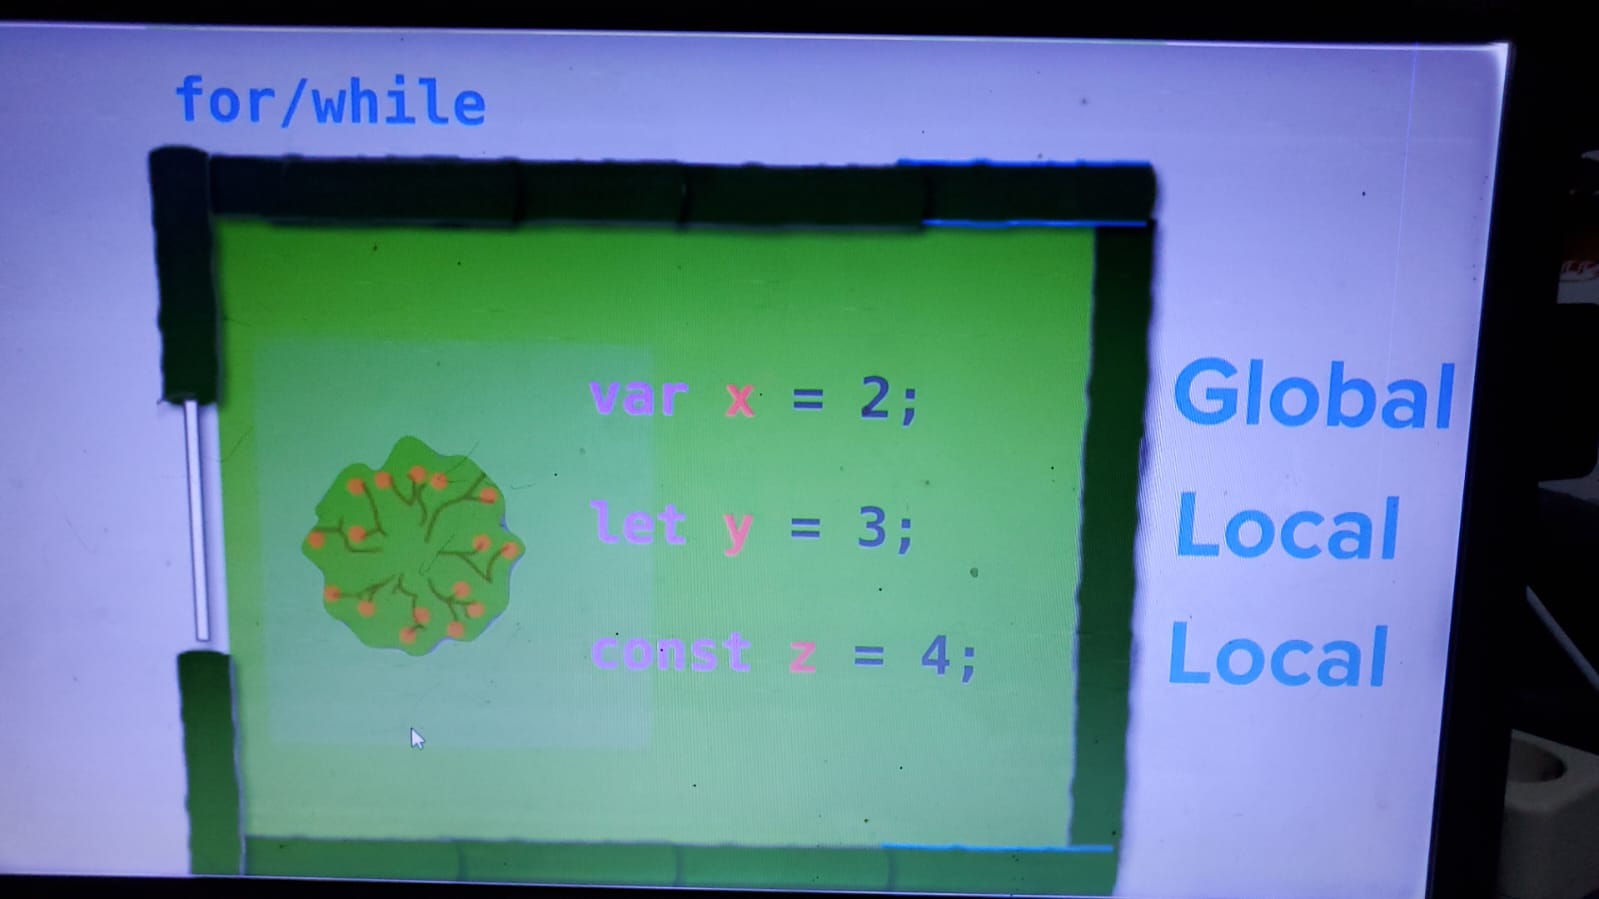 for/while
var x = 2; Global
let y = 3; Local
const z = 4; Local